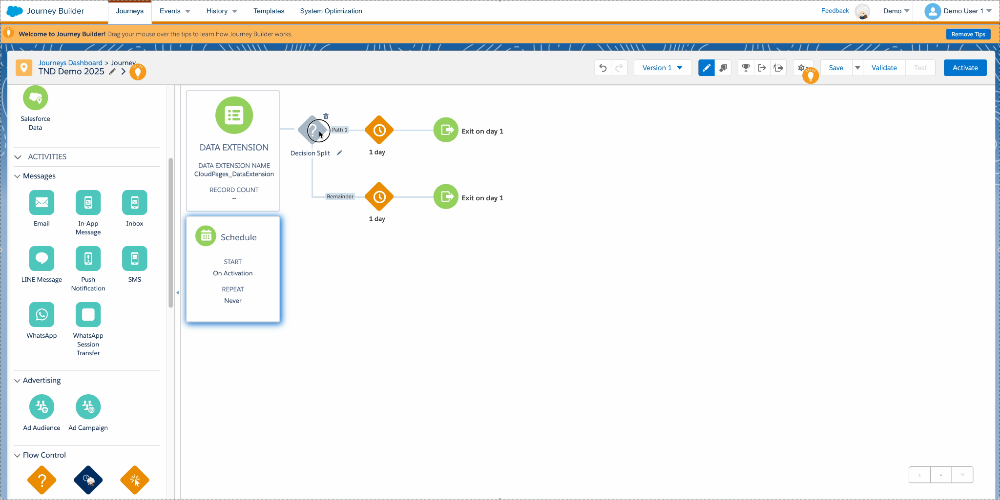 Journey Builder
Journeys
Events
History
Templates
System Optimization
Feedback
Demo
Demo User 1
Welcome to Journey Builder! Drag your mouse over the tips to learn how Journey Builder works.
Remove Tips
Journeys Dashboard > Journey
TND Demo 2025
Version 1
Save
Validate
Test
Activate
Salesforce
Data
ACTIVITIES
Messages
Email
In-App
Message
Inbox
LINE Message
Push
Notification
SMS
WhatsApp
WhatsApp
Session
Transfer
Advertising
Ad Audience
Ad Campaign
Flow Control
DATA EXTENSION
DATA EXTENSION NAME
CloudPages_DataExtension
RECORD COUNT
--
Schedule
START
On Activation
REPEAT
Never
Decision Split
Path 1
1 day
Exit on day 1
Remainder
1 day
Exit on day 1